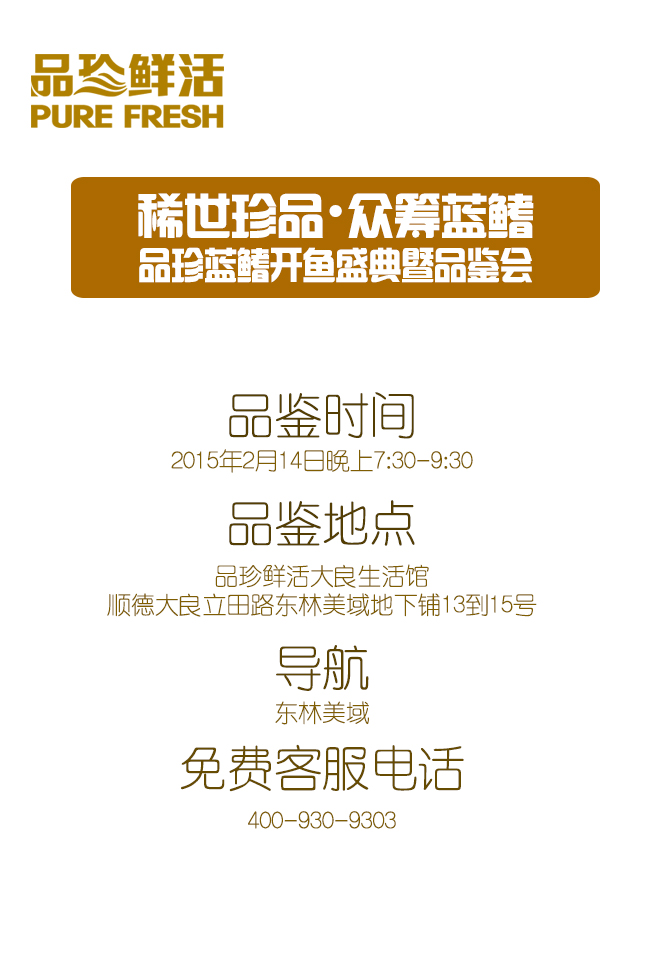 品珍鲜活
PURE FRESH
稀世珍品·众筹蓝鳍
品珍蓝鳍开鱼盛典暨品鉴会
品鉴时间
2015年2月14日晚上7:30-9:30
品鉴地点
品珍鲜活大良生活馆
顺德大良立田路东林美域地下铺13到15号
导航
东林美域
免费客服电话
400-930-9303